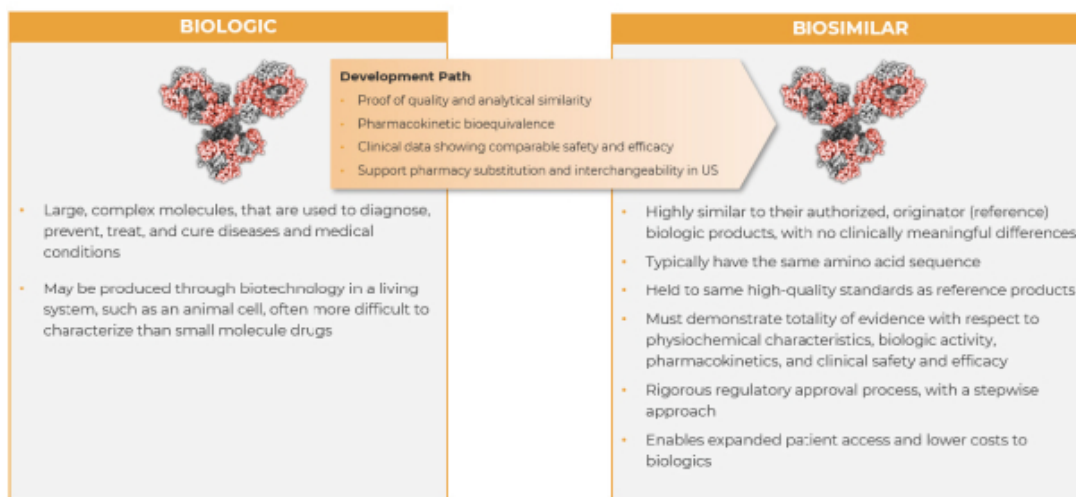 BIOLOGIC
Development Path
• Proof of quality and analytical similarity
• Pharmacokinetic bioequivalence
• Clinical data showing comparable safety and efficacy
• Support pharmacy substitution and interchangeability in US
• Large, complex molecules, that are used to diagnose,
prevent, treat, and cure diseases and medical
conditions
• May be produced through biotechnology in a living
system, such as an animal cell, often more difficult to
characterize than small molecule drugs
BIOSIMILAR
• Highly similar to their authorized, originator (reference)
biologic products, with no clinically meaningful differences
• Typically have the same amino acid sequence
• Held to same high-quality standards as reference products
• Must demonstrate totality of evidence with respect to
physiochemical characteristics, biologic activity,
pharmacokinetics, and clinical safety and efficacy
• Rigorous regulatory approval process, with a stepwise
approach
• Enables expanded patient access and lower costs to
biologics